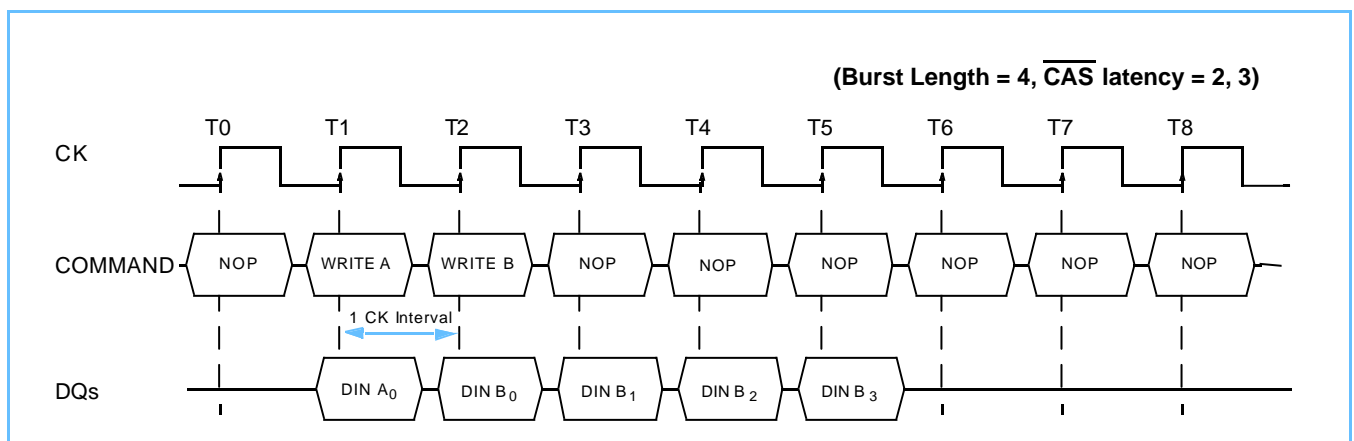 (Burst Length = 4, CAS latency = 2, 3)
T0 T1 T2 T3 T4 T5 T6 T7 T8
CK
COMMAND NOP WRITE A WRITE B NOP NOP NOP NOP NOP NOP
1 CK Interval
DQs DIN A0 DIN B0 DIN B1 DIN B2 DIN B3